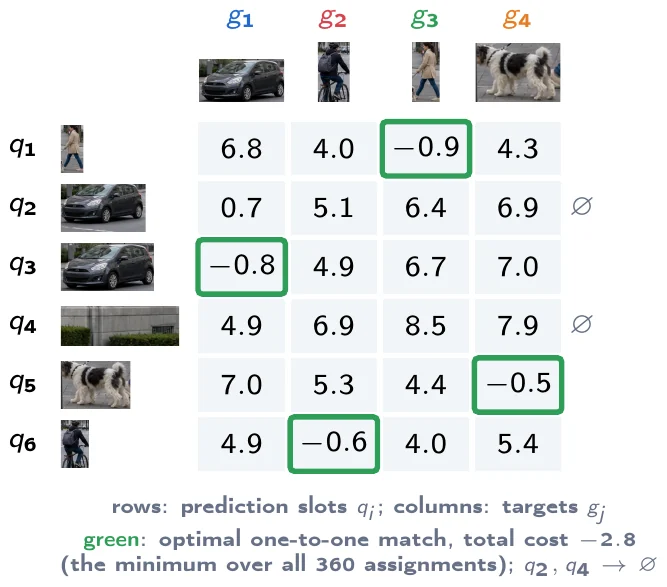 g1 g2 g3 g4
q1 6.8 4.0 −0.9 4.3
q2 0.7 5.1 6.4 6.9 ∅
q3 −0.8 4.9 6.7 7.0
q4 4.9 6.9 8.5 7.9 ∅
q5 7.0 5.3 4.4 −0.5
q6 4.9 −0.6 4.0 5.4
rows: prediction slots qi; columns: targets gj
green: optimal one-to-one match, total cost −2.8
(the minimum over all 360 assignments); q2, q4 → ∅